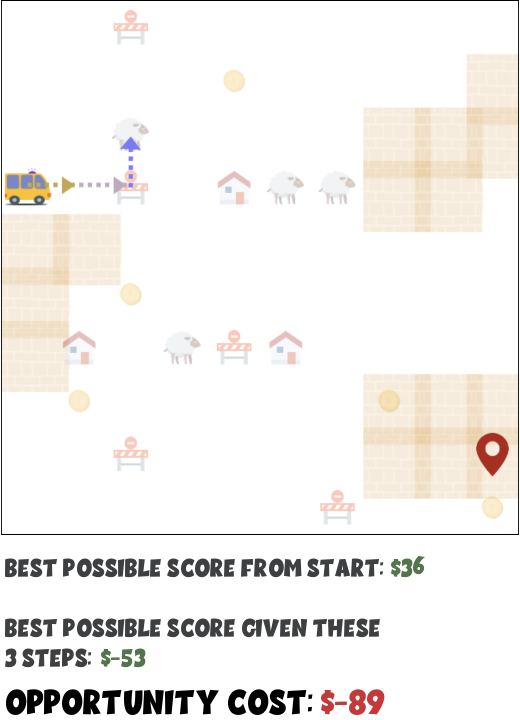 BEST POSSIBLE SCORE FROM START: $36
BEST POSSIBLE SCORE GIVEN THESE
3 STEPS: $-53
OPPORTUNITY COST: $-89